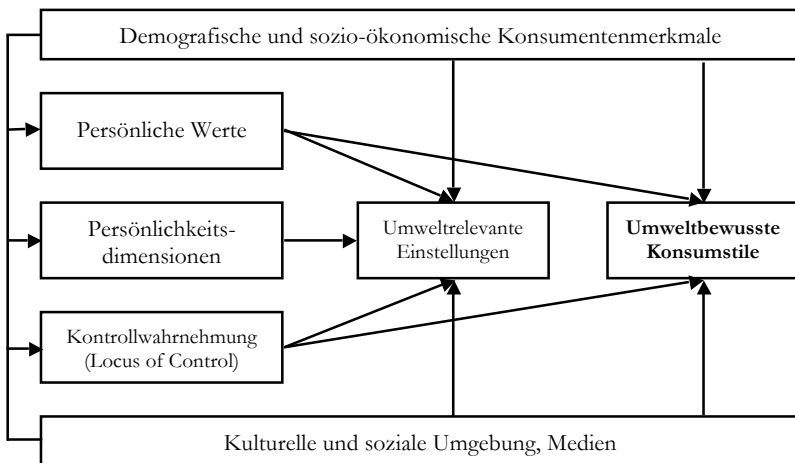 Demografische und sozio-ökonomische Konsumentenmerkmale
Persönliche Werte
Persönlichkeits-
dimensionen
Umweltrelevante
Einstellungen
Umweltbewusste
Konsumstile
Kontrollwahrnehmung
(Locus of Control)
Kulturelle und soziale Umgebung, Medien